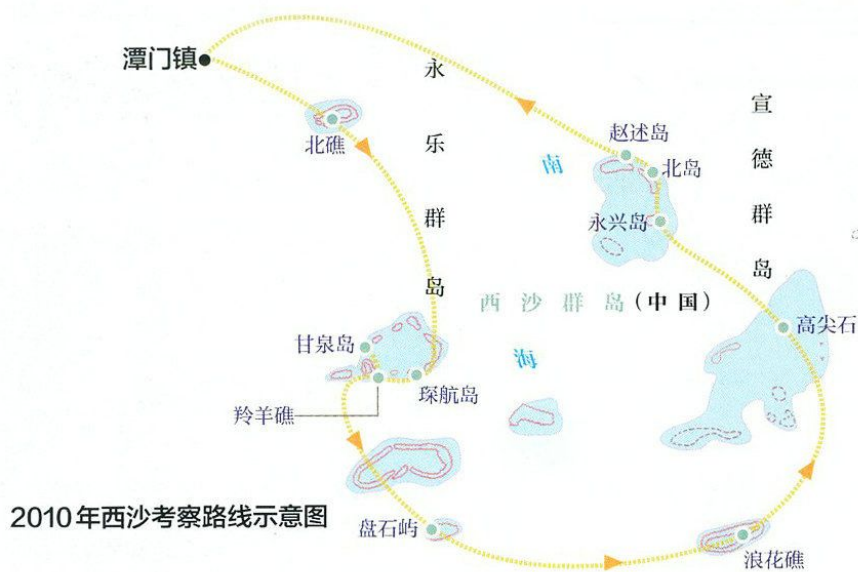 潭门镇
北礁
永乐群岛
宣德群岛
赵述岛
北岛
永兴岛
南海
西沙群岛(中国)
高尖石
甘泉岛
琛航岛
羚羊礁
盘石屿
浪花礁
2010年西沙考察路线示意图